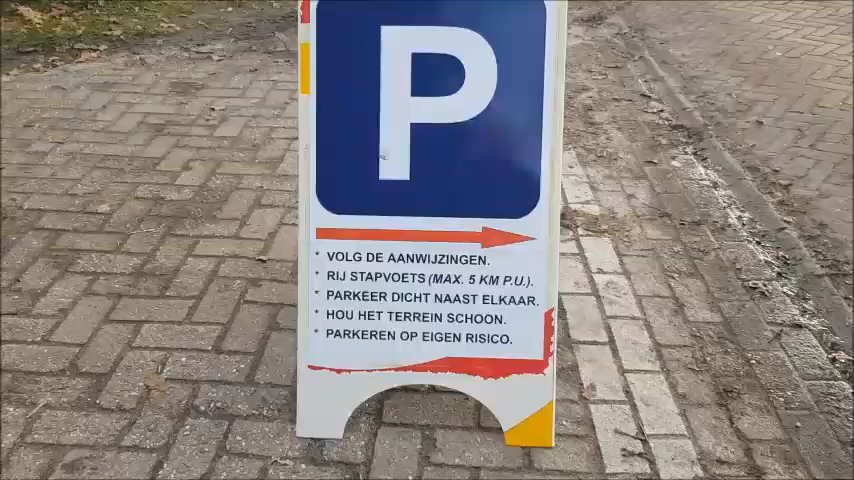 P
* VOLG DE AANWIJZINGEN.
* RIJ STAPVOETS (MAX. 5 KM P.U.).
* PARKEER DICHT NAAST ELKAAR.
* HOU HET TERREIN SCHOON.
* PARKEREN OP EIGEN RISICO.